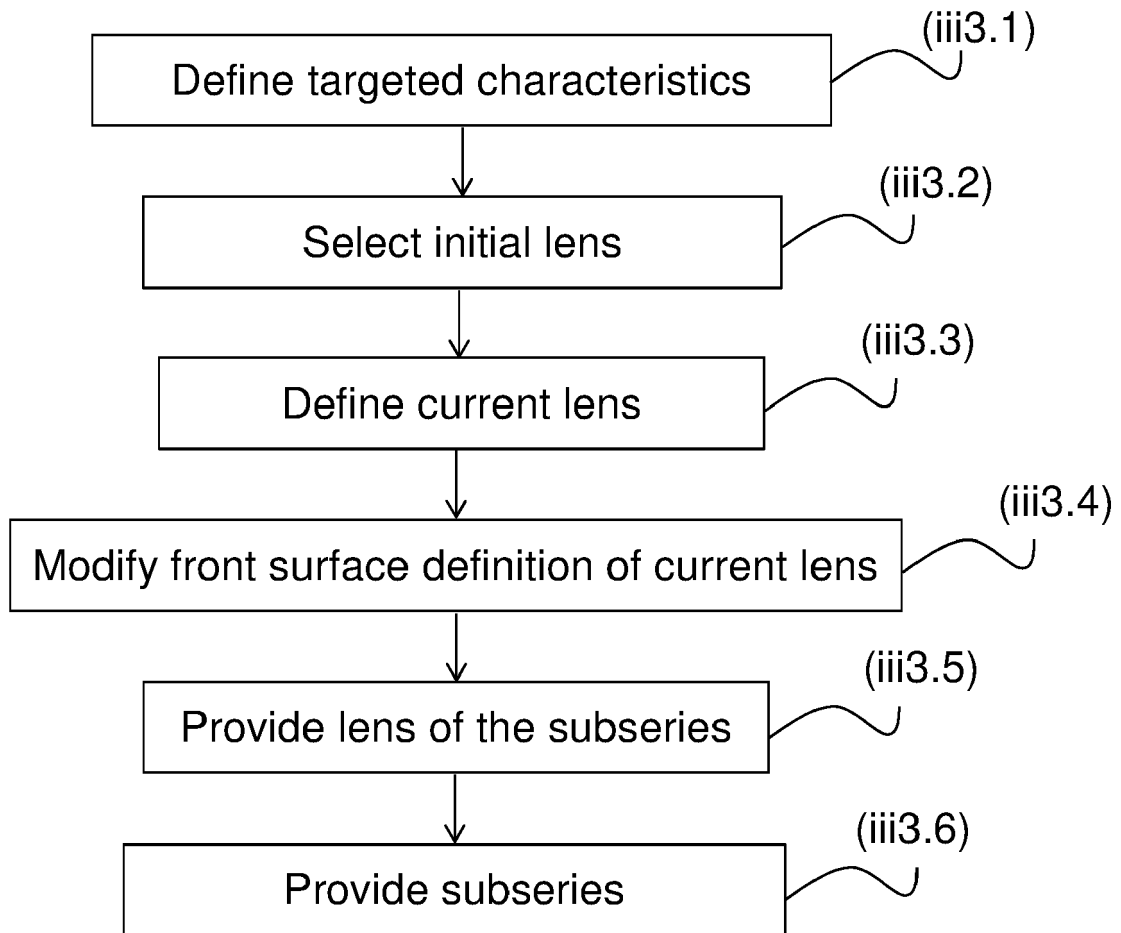 (iii3.1)
Define targeted characteristics
(iii3.2)
Select initial lens
(iii3.3)
Define current lens
(iii3.4)
Modify front surface definition of current lens
(iii3.5)
Provide lens of the subseries
(iii3.6)
Provide subseries